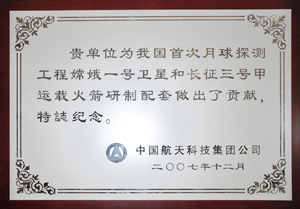 贵单位为我国首次月球探测
工程嫦娥一号卫星和长征三号甲
运载火箭研制配套做出了贡献，
特誌纪念。
中国航天科技集团公司
二〇〇七年十二月